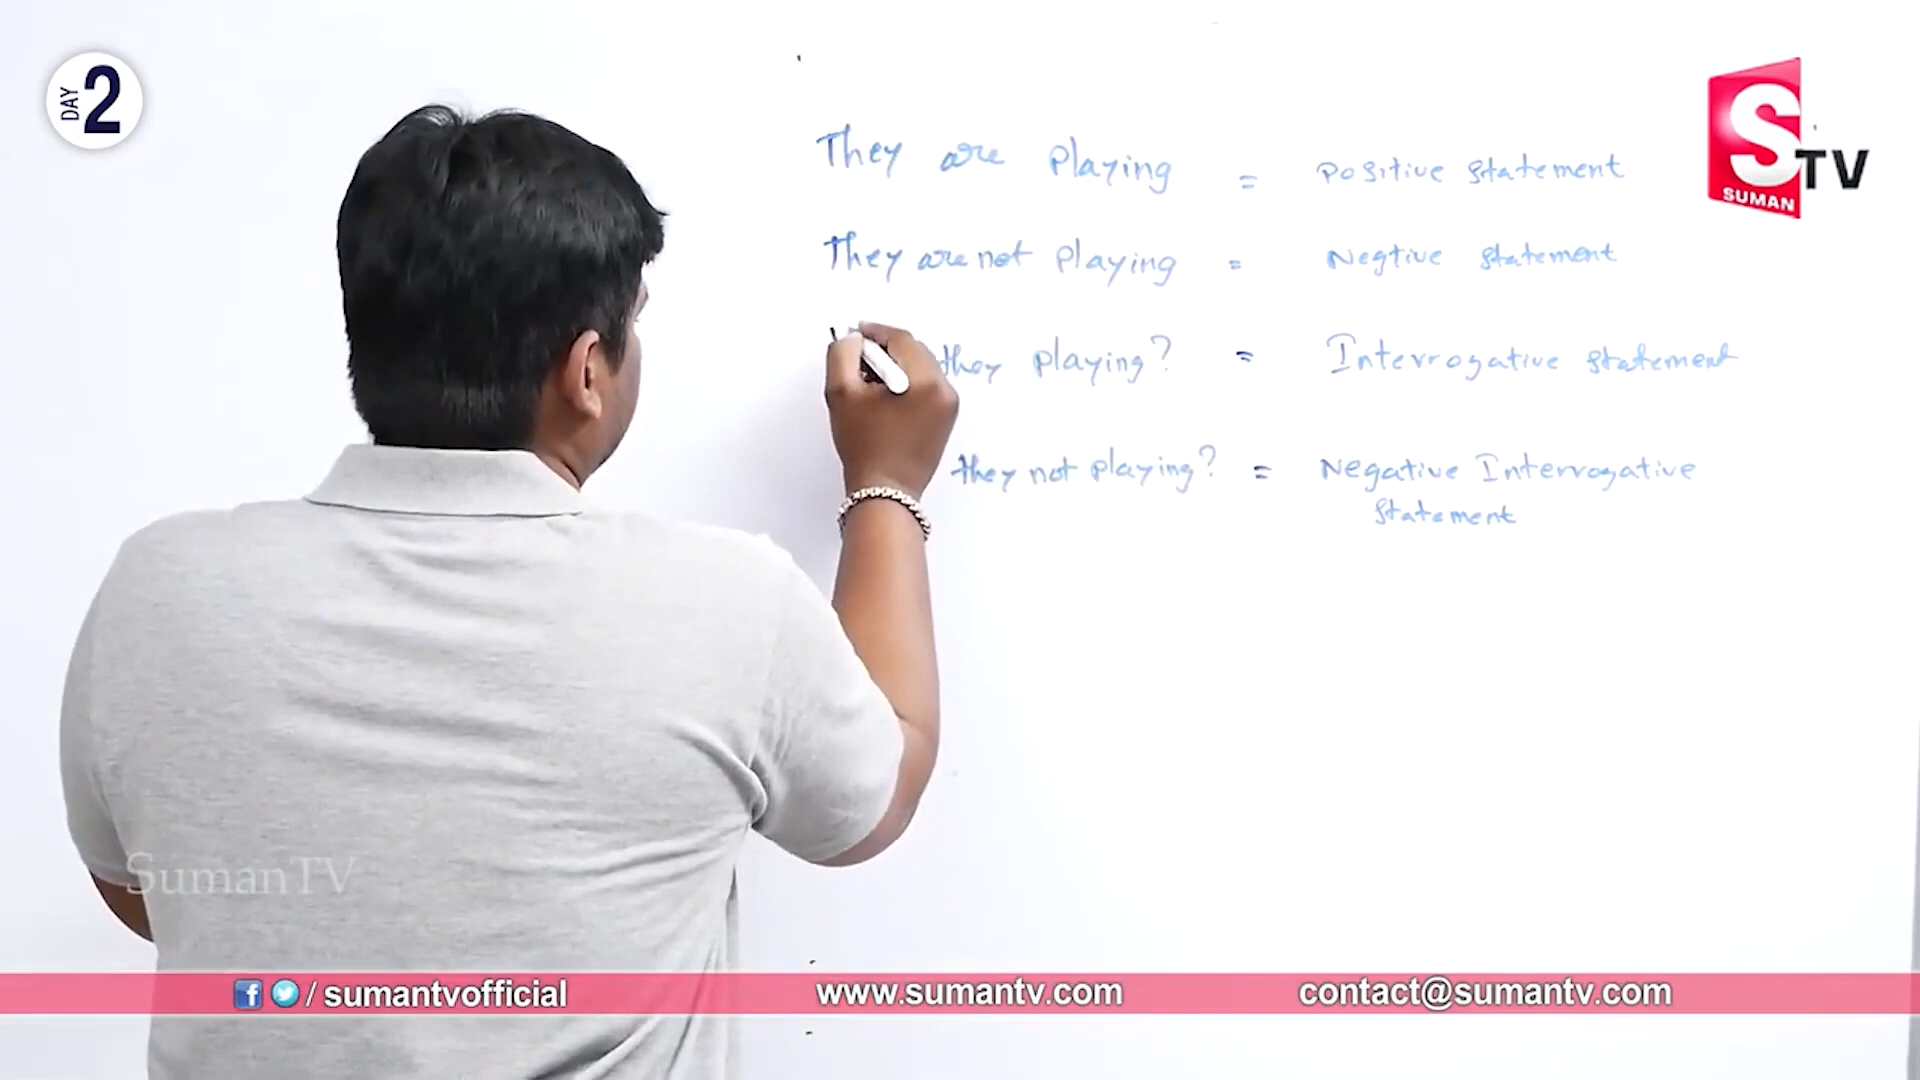 DAY 2
S TV
SUMAN
They are playing = Positive statement
They are not playing = Negtive statement
they playing? = Interrogative statement
they not playing? = Negative Interrogative
statement
SumanTV
/ sumantvofficial
www.sumantv.com
contact@sumantv.com